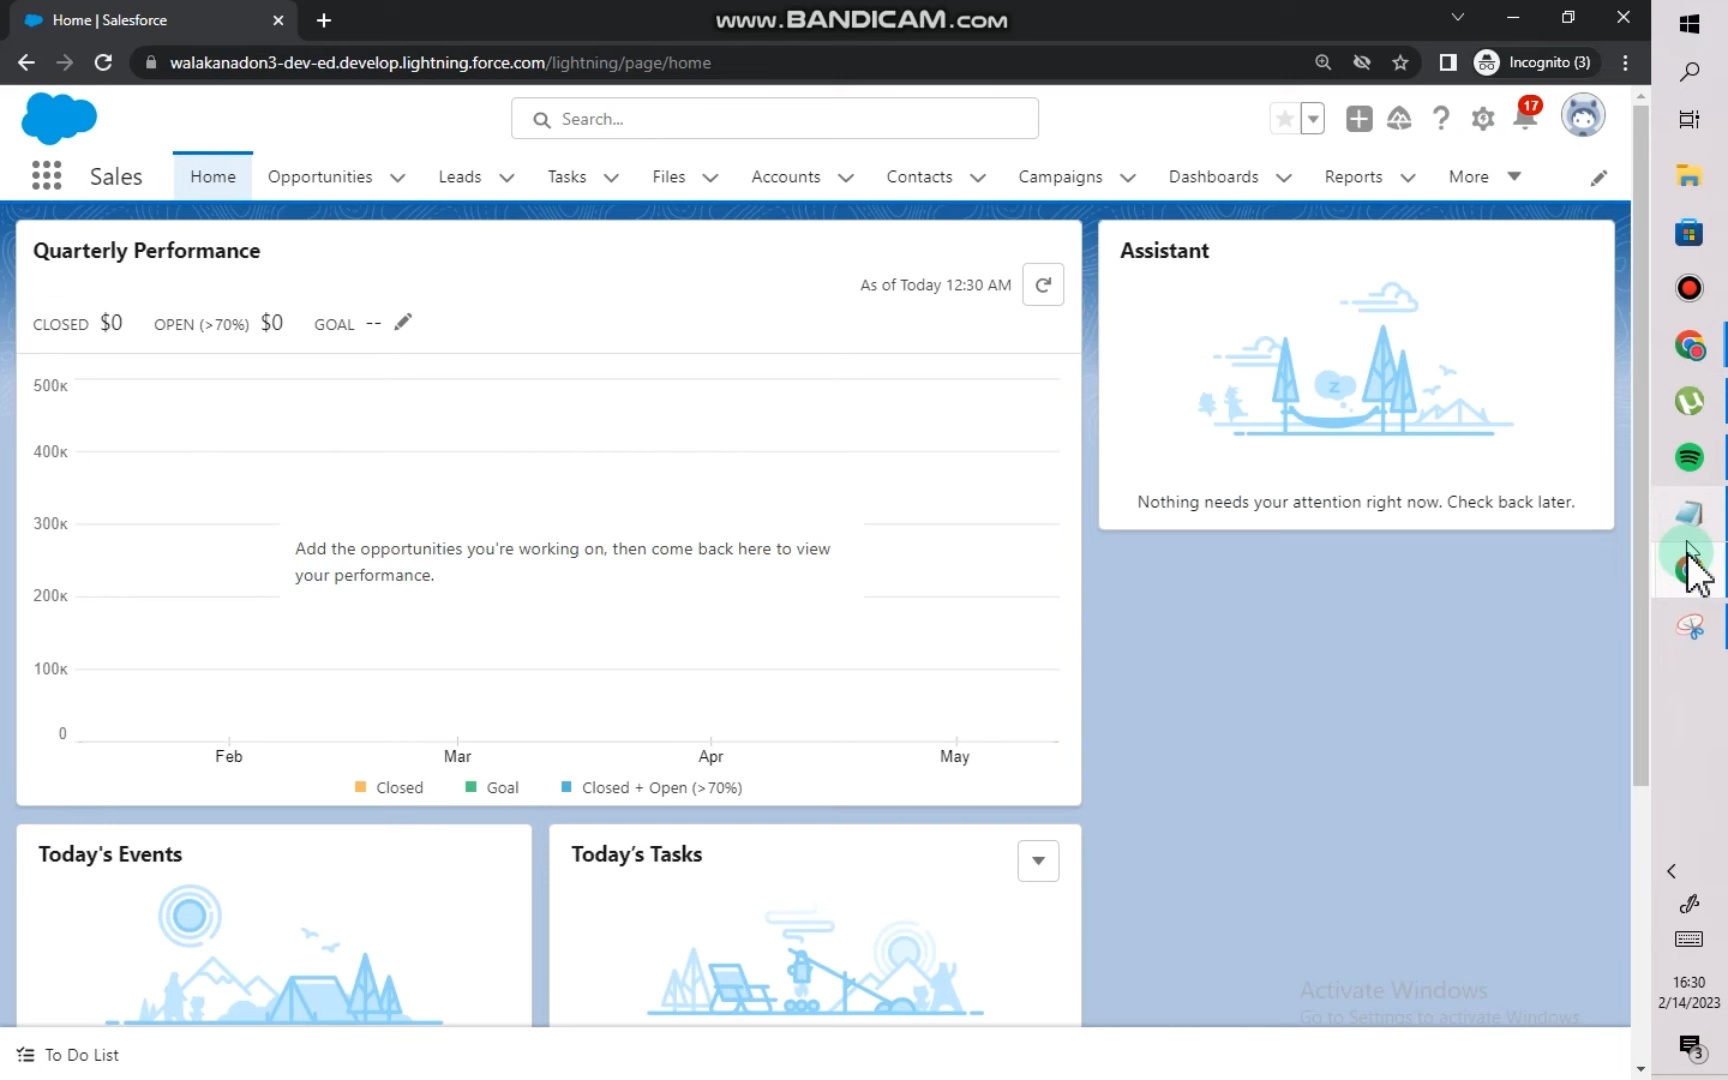 Home | Salesforce
www.BANDICAM.com
walakanadon3-dev-ed.develop.lightning.force.com/lightning/page/home
Incognito (3)
Search...
17
Sales
Home
Opportunities
Leads
Tasks
Files
Accounts
Contacts
Campaigns
Dashboards
Reports
More
Quarterly Performance
As of Today 12:30 AM
CLOSED $0 OPEN (>70%) $0 GOAL --
500K
400K
300K
200K
100K
0
Add the opportunities you're working on, then come back here to view
your performance.
Feb
Mar
Apr
May
Closed
Goal
Closed + Open (>70%)
Assistant
z
Nothing needs your attention right now. Check back later.
Today's Events
Today's Tasks
Activate Windows
Go to Settings to activate Windows.
To Do List
16:30
2/14/2023
3